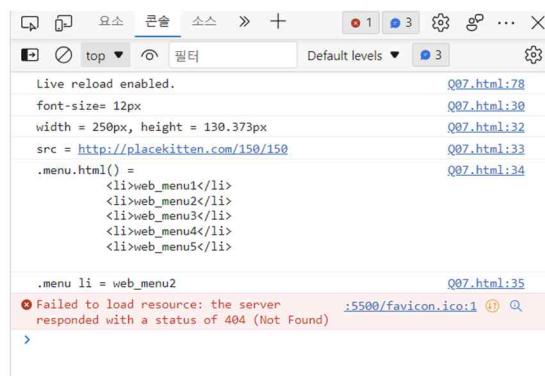 요소 콘솔 소스 1 3
top 필터 Default levels 3
Live reload enabled. Q07.html:78
font-size= 12px Q07.html:30
width = 250px, height = 130.373px Q07.html:32
src = http://placekitten.com/150/150 Q07.html:33
.menu.html() = Q07.html:34
<li>web_menu1</li>
<li>web_menu2</li>
<li>web_menu3</li>
<li>web_menu4</li>
<li>web_menu5</li>
.menu li = web_menu2 Q07.html:35
Failed to load resource: the server :5500/favicon.ico:1
responded with a status of 404 (Not Found)